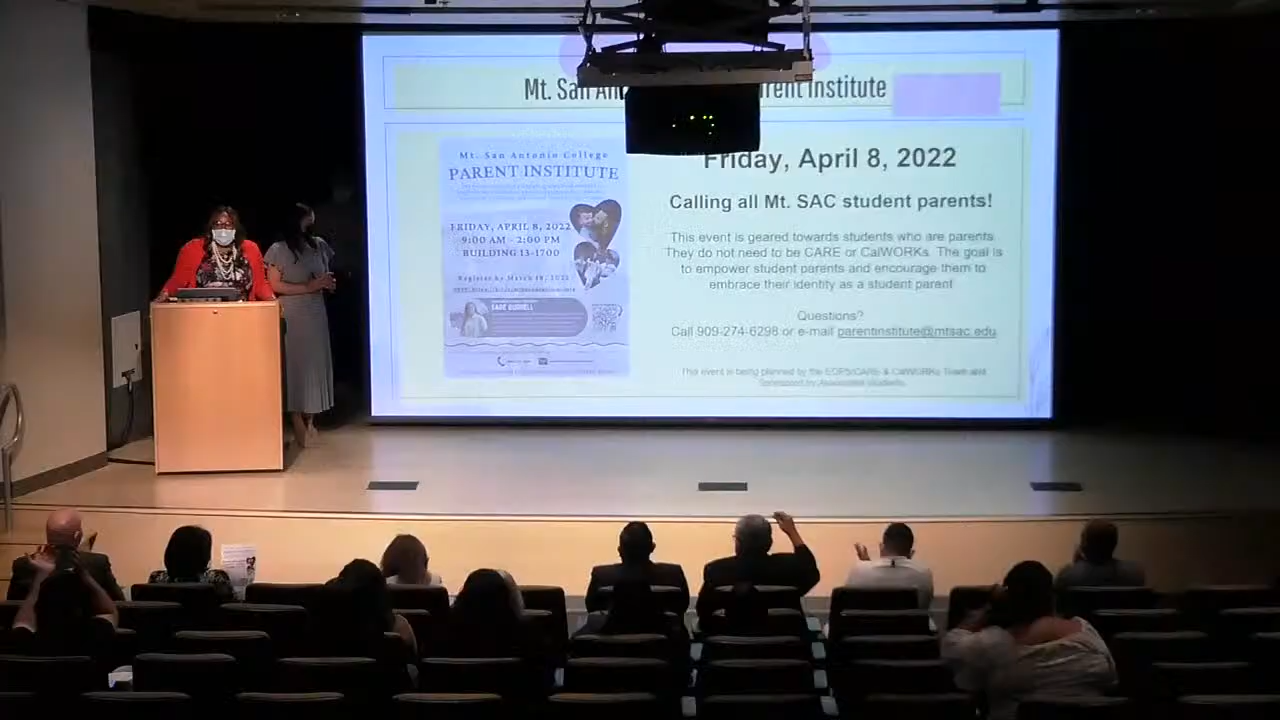 Mt. San An rent Institute
Mt. San Antonio College
PARENT INSTITUTE
FRIDAY, APRIL 8, 2022
9:00 AM - 2:00 PM
BUILDING 13-1700
Register by March 18, 2022
Friday, April 8, 2022
Calling all Mt. SAC student parents!
This event is geared towards students who are parents
They do not need to be CARE or CalWORKs. The goal is
to empower student parents and encourage them to
embrace their identity as a student parent
Questions?
Call 909-274-6298 or e-mail parentinstitute@mtsac.edu
This event is being planned by the EOPS/CARE & CalWORKs Team and
Sponsored by Associated Students